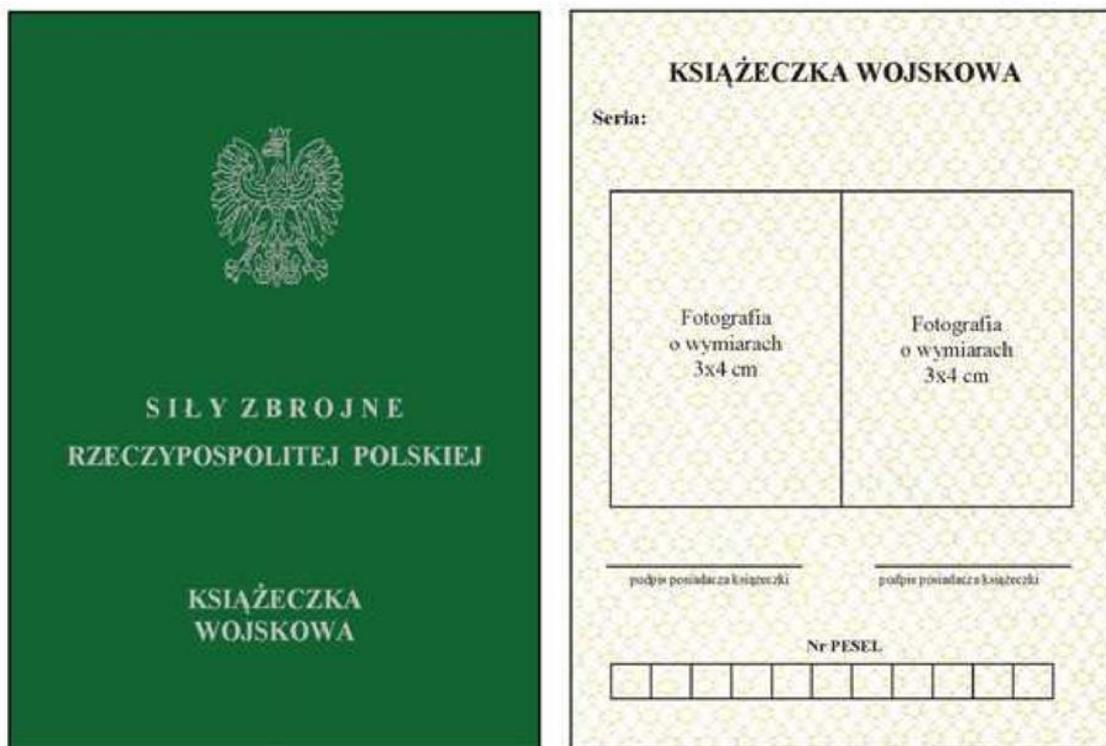 SIŁY ZBROJNE
RZECZYPOSPOLITEJ POLSKIEJ
KSIĄŻECZKA
WOJSKOWA
KSIĄŻECZKA WOJSKOWA
Seria:
Fotografia
o wymiarach
3x4 cm
Fotografia
o wymiarach
3x4 cm
podpis posiadacza książeczki
podpis posiadacza książeczki
Nr PESEL